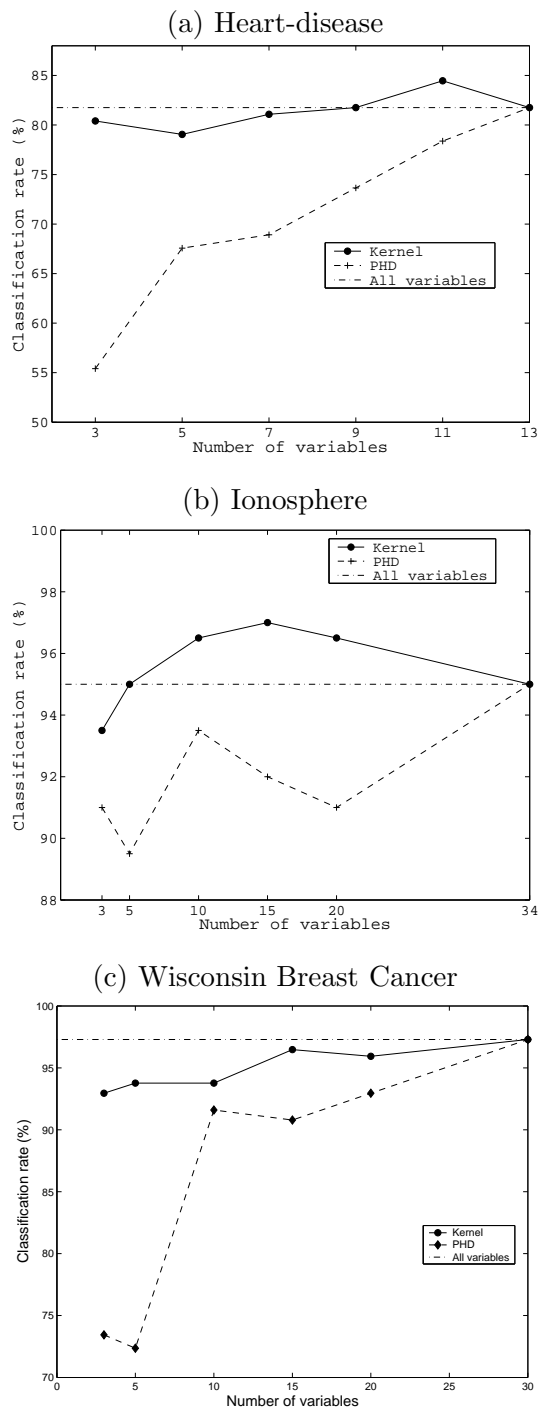 (a) Heart-disease
85
80
75
70
65
60
55
50
Classification rate (%)
Kernel
PHD
All variables
3 5 7 9 11 13
Number of variables
(b) Ionosphere
100
98
96
94
92
90
88
Classification rate (%)
Kernel
PHD
All variables
3 5 10 15 20 34
Number of variables
(c) Wisconsin Breast Cancer
100
95
90
85
80
75
70
Classification rate (%)
Kernel
PHD
All variables
0 5 10 15 20 25 30
Number of variables